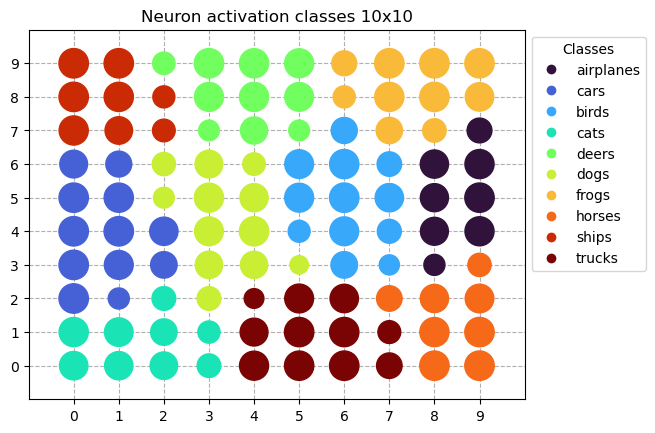 Neuron activation classes 10x10
Classes
airplanes
cars
birds
cats
deers
dogs
frogs
horses
ships
trucks
9
8
7
6
5
4
3
2
1
0
0 1 2 3 4 5 6 7 8 9